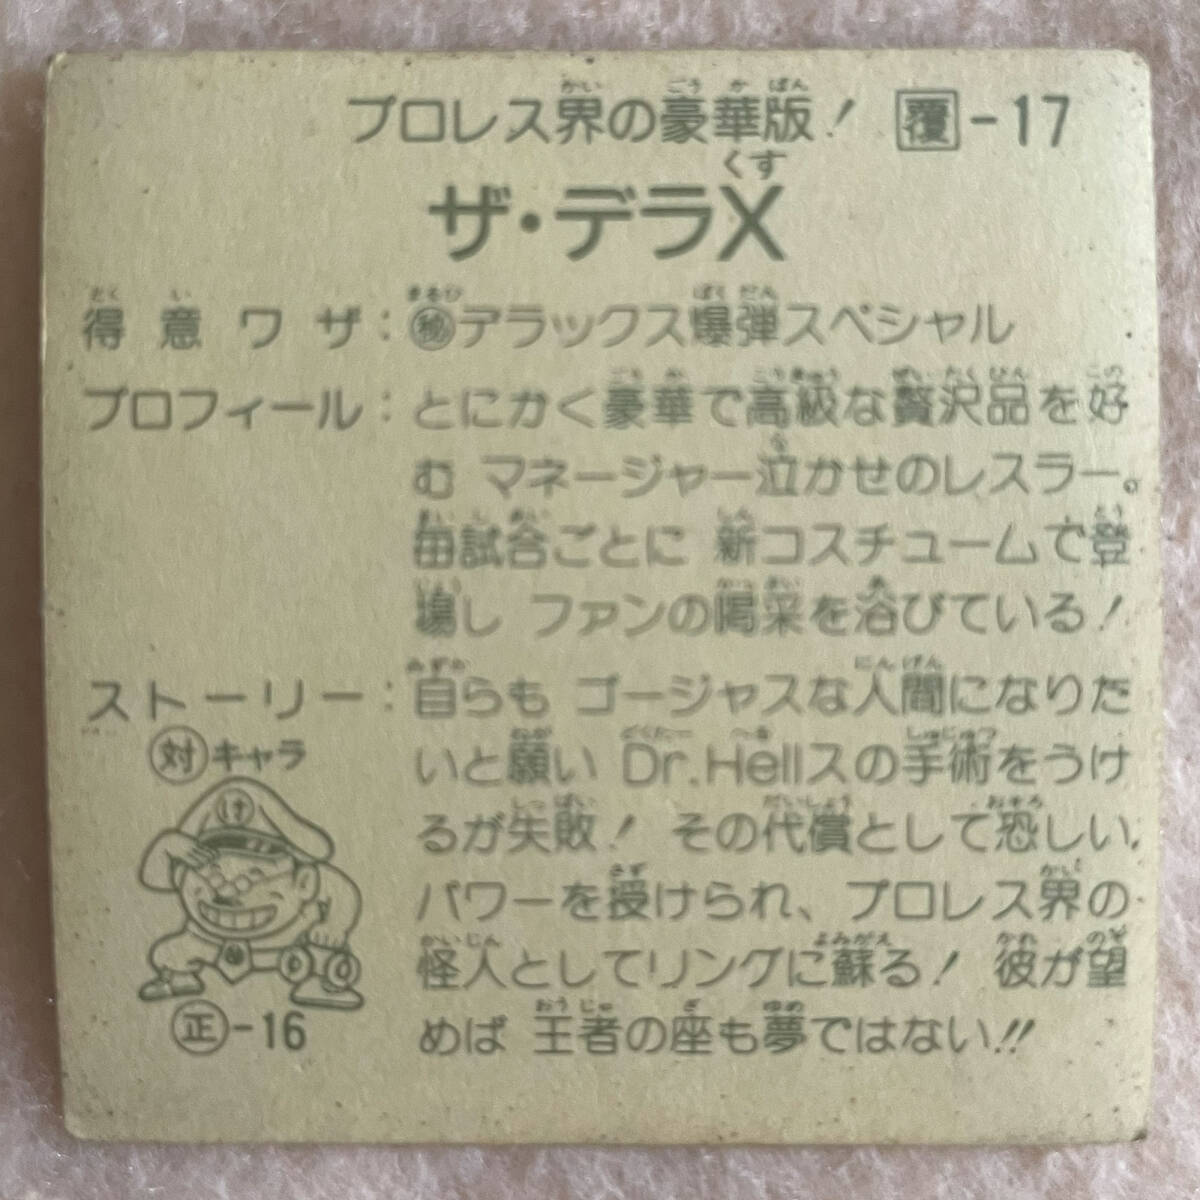 プロレス界の豪華版! 覆-17
ザ・デラX
得意ワザ:㊙デラックス爆弾スペシャル
プロフィール:とにかく豪華で高級な贅沢品を好
む マネージャー泣かせのレスラー。
毎試合ごとに 新コスチュームで登
場し ファンの喝采を浴びている!
ストーリー:自らも ゴージャスな人間になりた
いと願い Dr.Hellスの手術をうけ
るが失敗! その代償として恐しい
パワーを授けられ、プロレス界の
怪人としてリングに蘇る! 彼が望
めば 王者の座も夢ではない!!
対キャラ
け
正-16